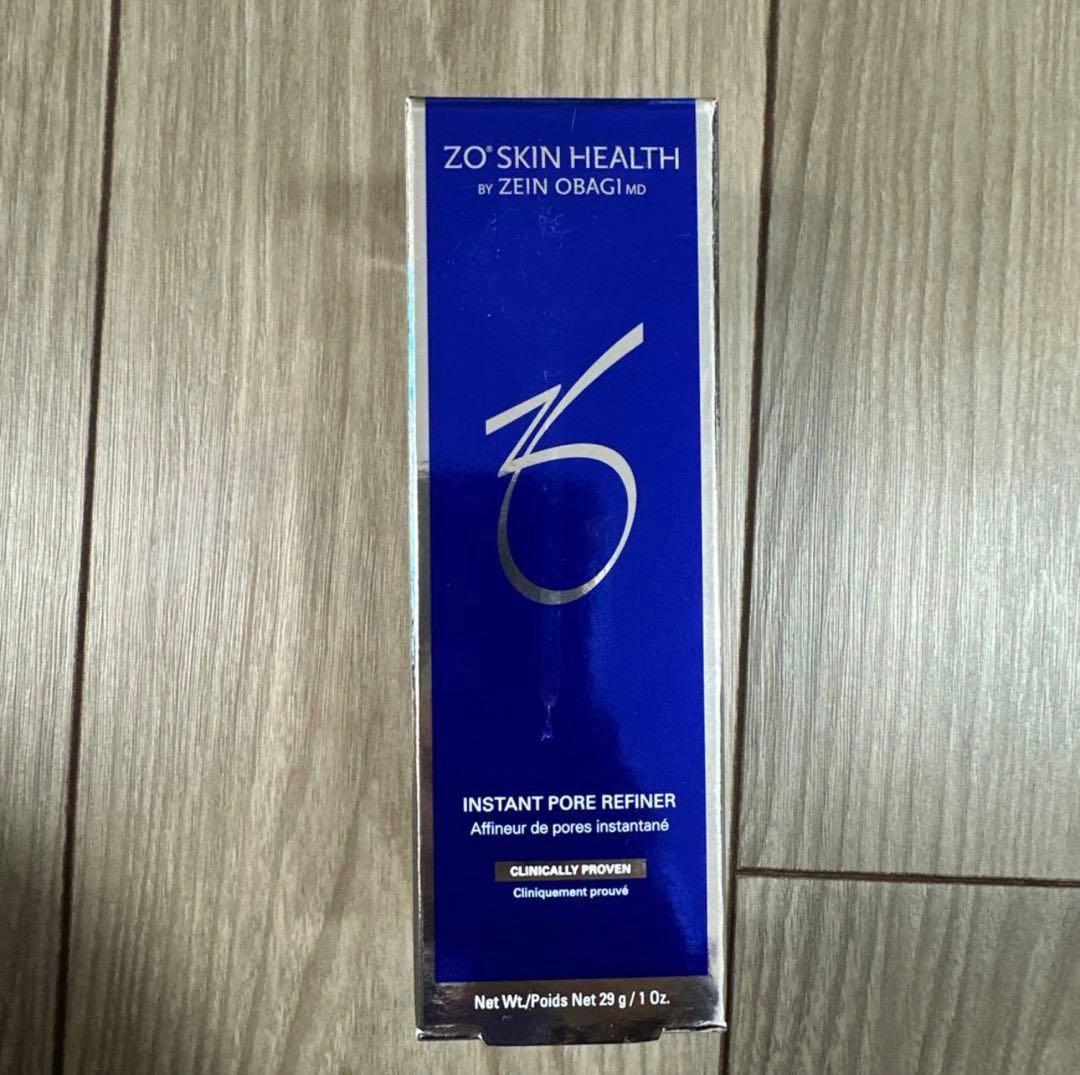 ZO® SKIN HEALTH
BY ZEIN OBAGI MD
INSTANT PORE REFINER
Affineur de pores instantané
CLINICALLY PROVEN
Cliniquement prouvé
Net Wt./Poids Net 29 g / 1 Oz.